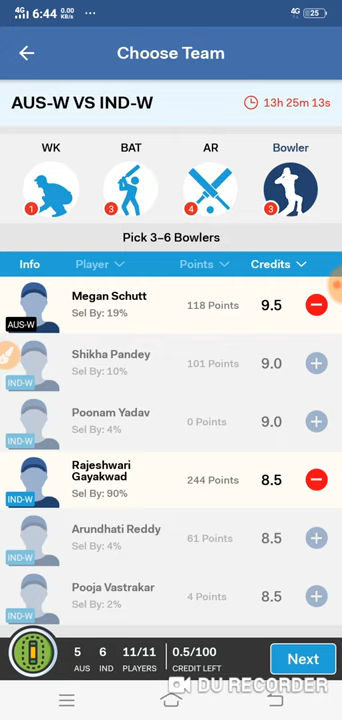 4G 6:44 0.00 KB/s ... 4G 25
Choose Team
AUS-W VS IND-W 13h 25m 13s
WK BAT AR Bowler
1 3 4 3
Pick 3-6 Bowlers
Info Player Points Credits
Megan Schutt
Sel By: 19% 118 Points 9.5
AUS-W
Shikha Pandey
Sel By: 10% 101 Points 9.0
IND-W
Poonam Yadav
Sel By: 4% 0 Points 9.0
IND-W
Rajeshwari
Gayakwad
Sel By: 90% 244 Points 8.5
IND-W
Arundhati Reddy
Sel By: 4% 61 Points 8.5
IND-W
Pooja Vastrakar
Sel By: 2% 4 Points 8.5
IND-W
5 6 11/11 0.5/100
AUS IND PLAYERS CREDIT LEFT
Next
DU RECORDER